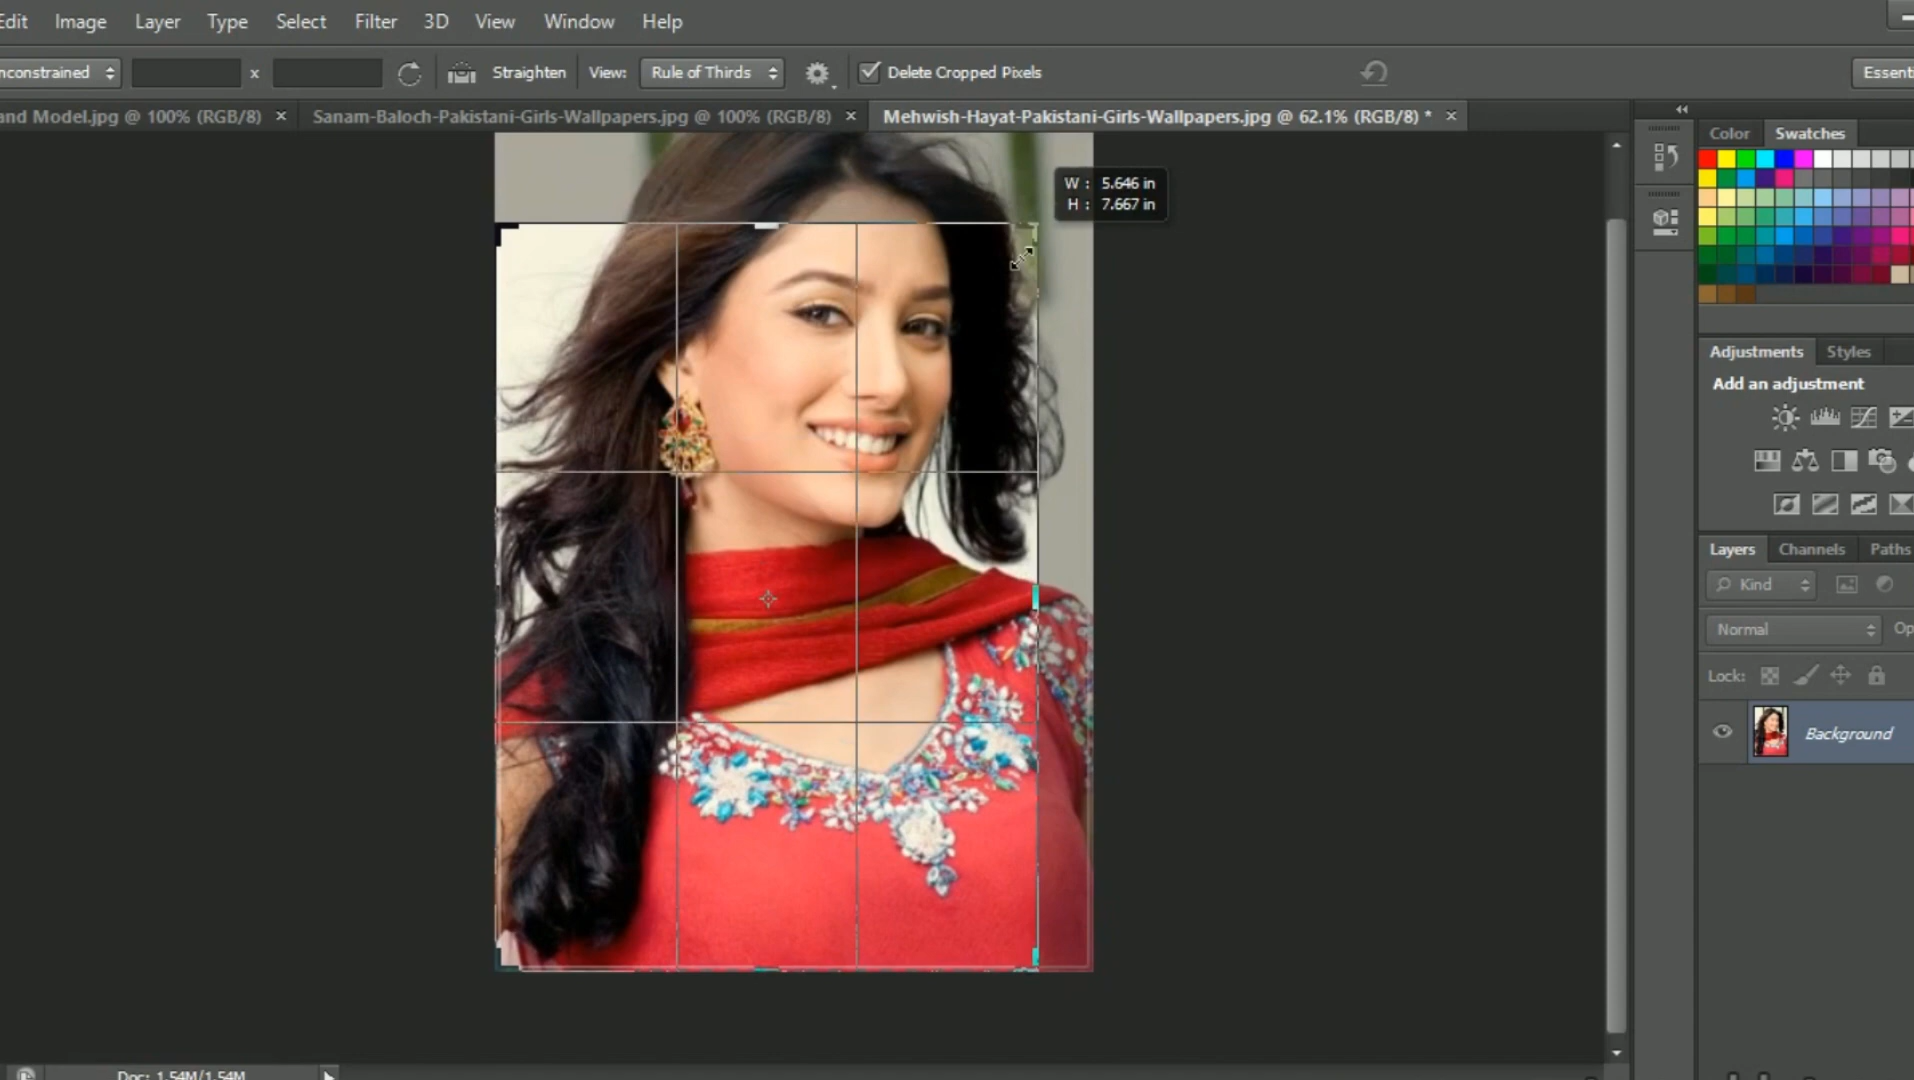 Edit Image Layer Type Select Filter 3D View Window Help
nconstrained x Straighten View: Rule of Thirds Delete Cropped Pixels Essenti
and Model.jpg @ 100% (RGB/8) × Sanam-Baloch-Pakistani-Girls-Wallpapers.jpg @ 100% (RGB/8) × Mehwish-Hayat-Pakistani-Girls-Wallpapers.jpg @ 62.1% (RGB/8) * ×
Color Swatches
W : 5.646 in
H : 7.667 in
Adjustments Styles
Add an adjustment
Layers Channels Paths
Kind
Normal Op
Lock:
Background
Doc: 1.54M/1.54M